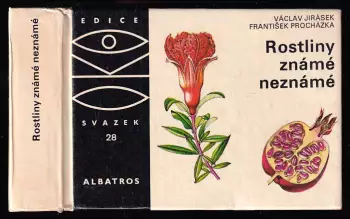 Rostliny známé neznámé
EDICE
SVAZEK
28
ALBATROS
VÁCLAV JIRÁSEK
FRANTIŠEK PROCHÁZKA
Rostliny
známé
neznámé